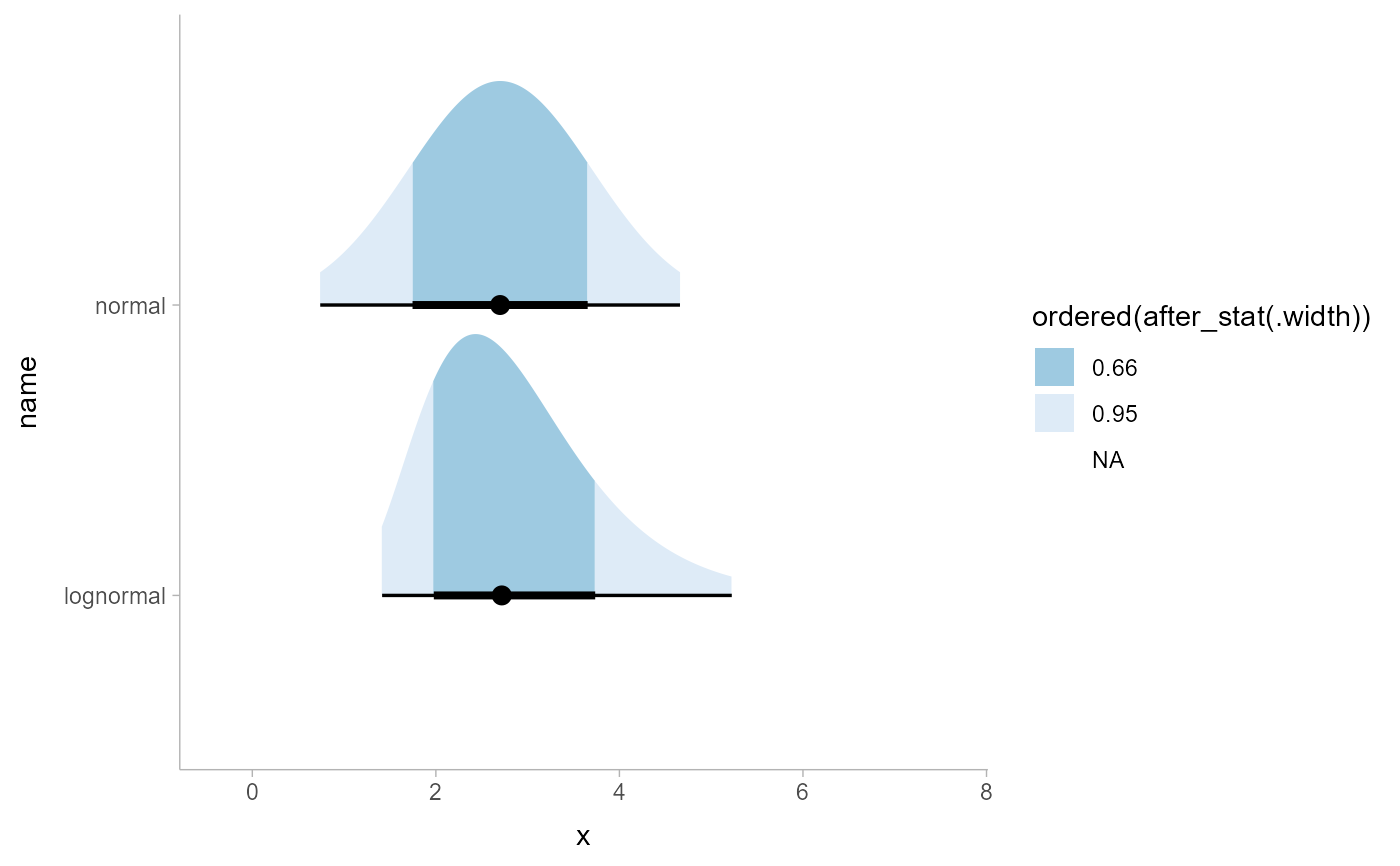 normal
lognormal
name
0
2
4
6
8
x
ordered(after_stat(.width))
0.66
0.95
NA